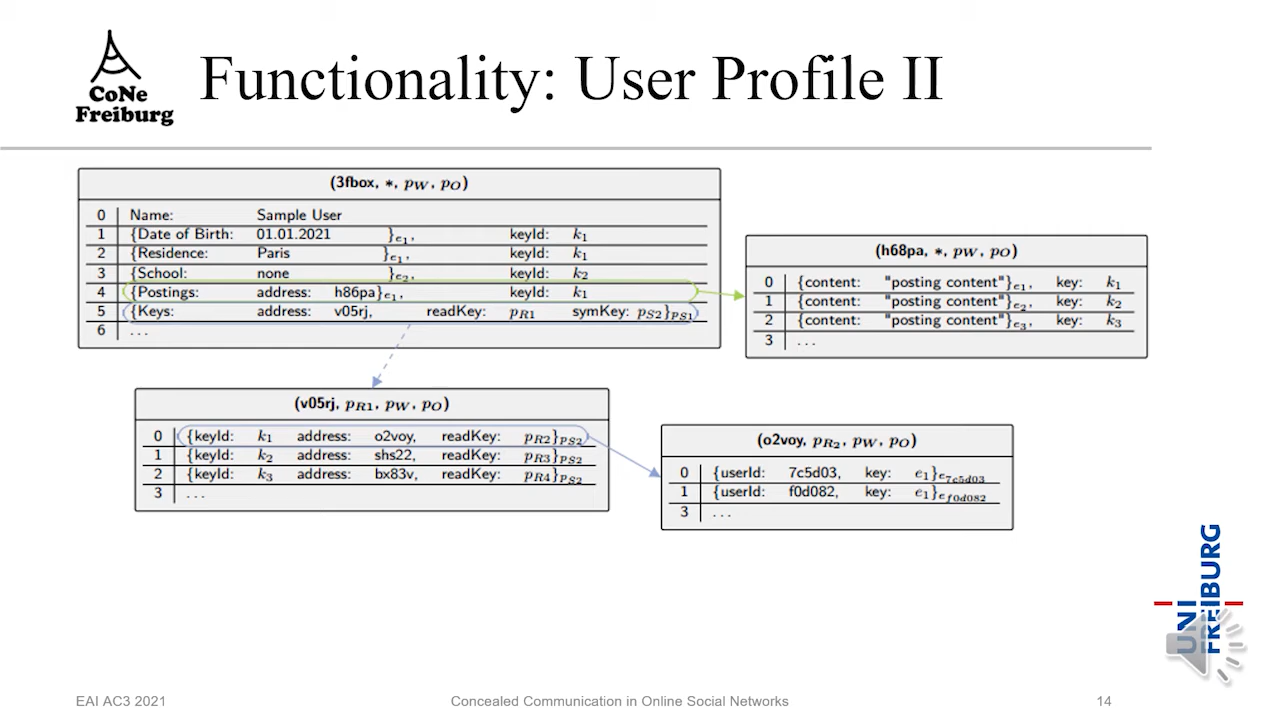 CoNe
Freiburg
Functionality: User Profile II
(3fbox, *, pW, pO)
0 Name: Sample User
1 {Date of Birth: 01.01.2021 }e1, keyId: k1
2 {Residence: Paris }e1, keyId: k1
3 {School: none }e2, keyId: k2
4 {Postings: address: h86pa}e1, keyId: k1
5 {Keys: address: v05rj, readKey: pR1 symKey: pS2}pS1
6 ...
(h68pa, *, pW, pO)
0 {content: "posting content"}e1, key: k1
1 {content: "posting content"}e2, key: k2
2 {content: "posting content"}e3, key: k3
3 ...
(v05rj, pR1, pW, pO)
0 {keyId: k1 address: o2voy, readKey: pR2}pS2
1 {keyId: k2 address: shs22, readKey: pR3}pS2
2 {keyId: k3 address: bx83v, readKey: pR4}pS2
3 ...
(o2voy, pR2, pW, pO)
0 {userId: 7c5d03, key: e1}e7c5d03
1 {userId: f0d082, key: e1}ef0d082
3 ...
UNI
FREIBURG
EAI AC3 2021
Concealed Communication in Online Social Networks
14